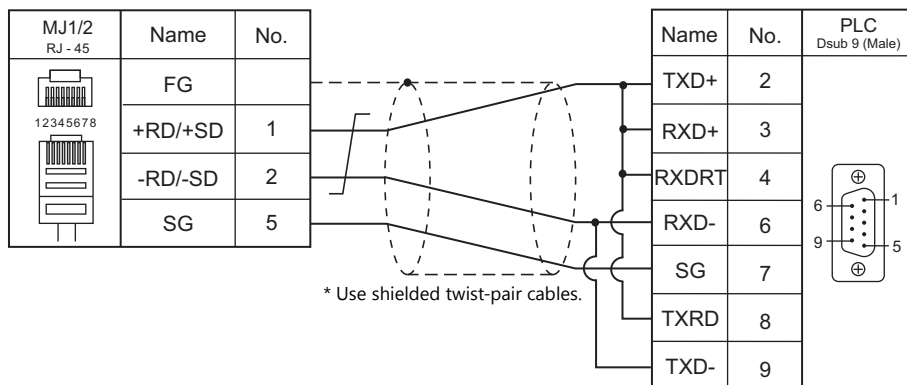 MJ1/2
RJ - 45
Name No.
12345678
FG
+RD/+SD 1
-RD/-SD 2
SG 5
* Use shielded twist-pair cables.
Name No.
PLC
Dsub 9 (Male)
TXD+ 2
RXD+ 3
RXDRT 4
RXD- 6
SG 7
TXRD 8
TXD- 9
6 1
9 5